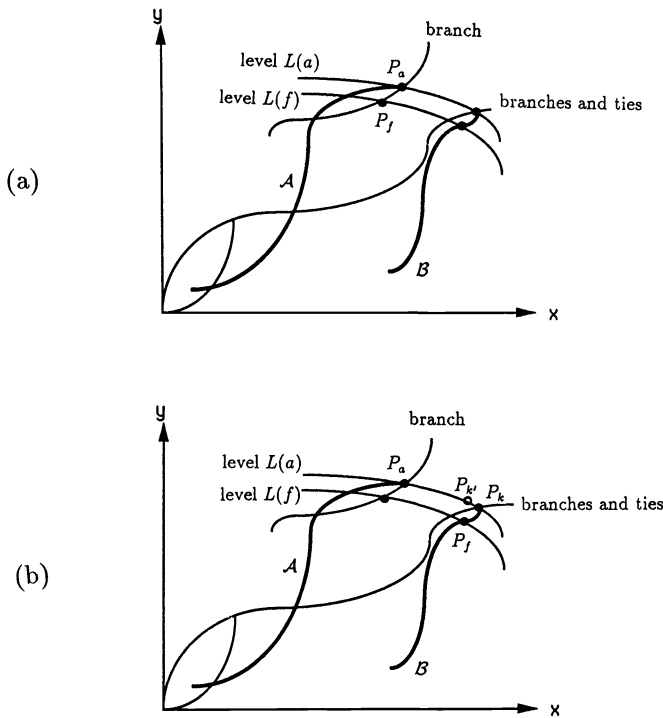 y
branch
level L(a)
P_a
level L(f)
branches and ties
P_f
(a)
A
B
x
y
branch
level L(a)
P_a
P_k'
P_k
level L(f)
branches and ties
P_f
(b)
A
B
x